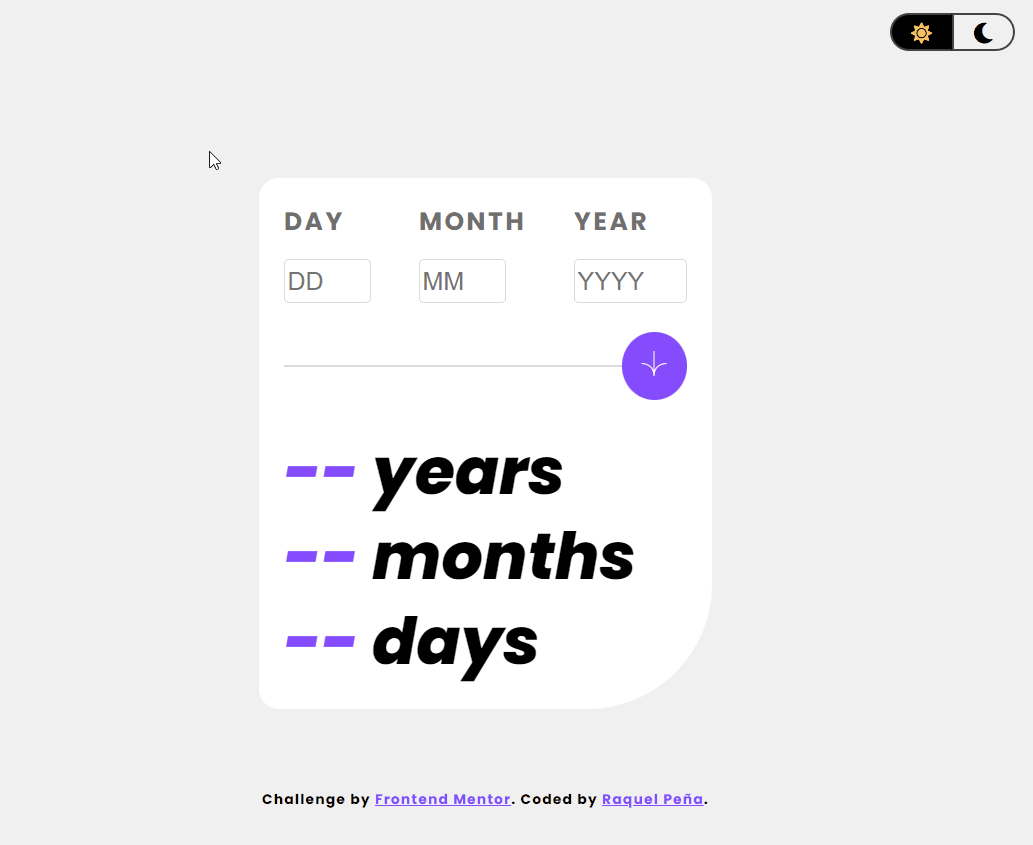 DAY MONTH YEAR
DD MM YYYY
-- years
-- months
-- days
Challenge by Frontend Mentor. Coded by Raquel Peña.